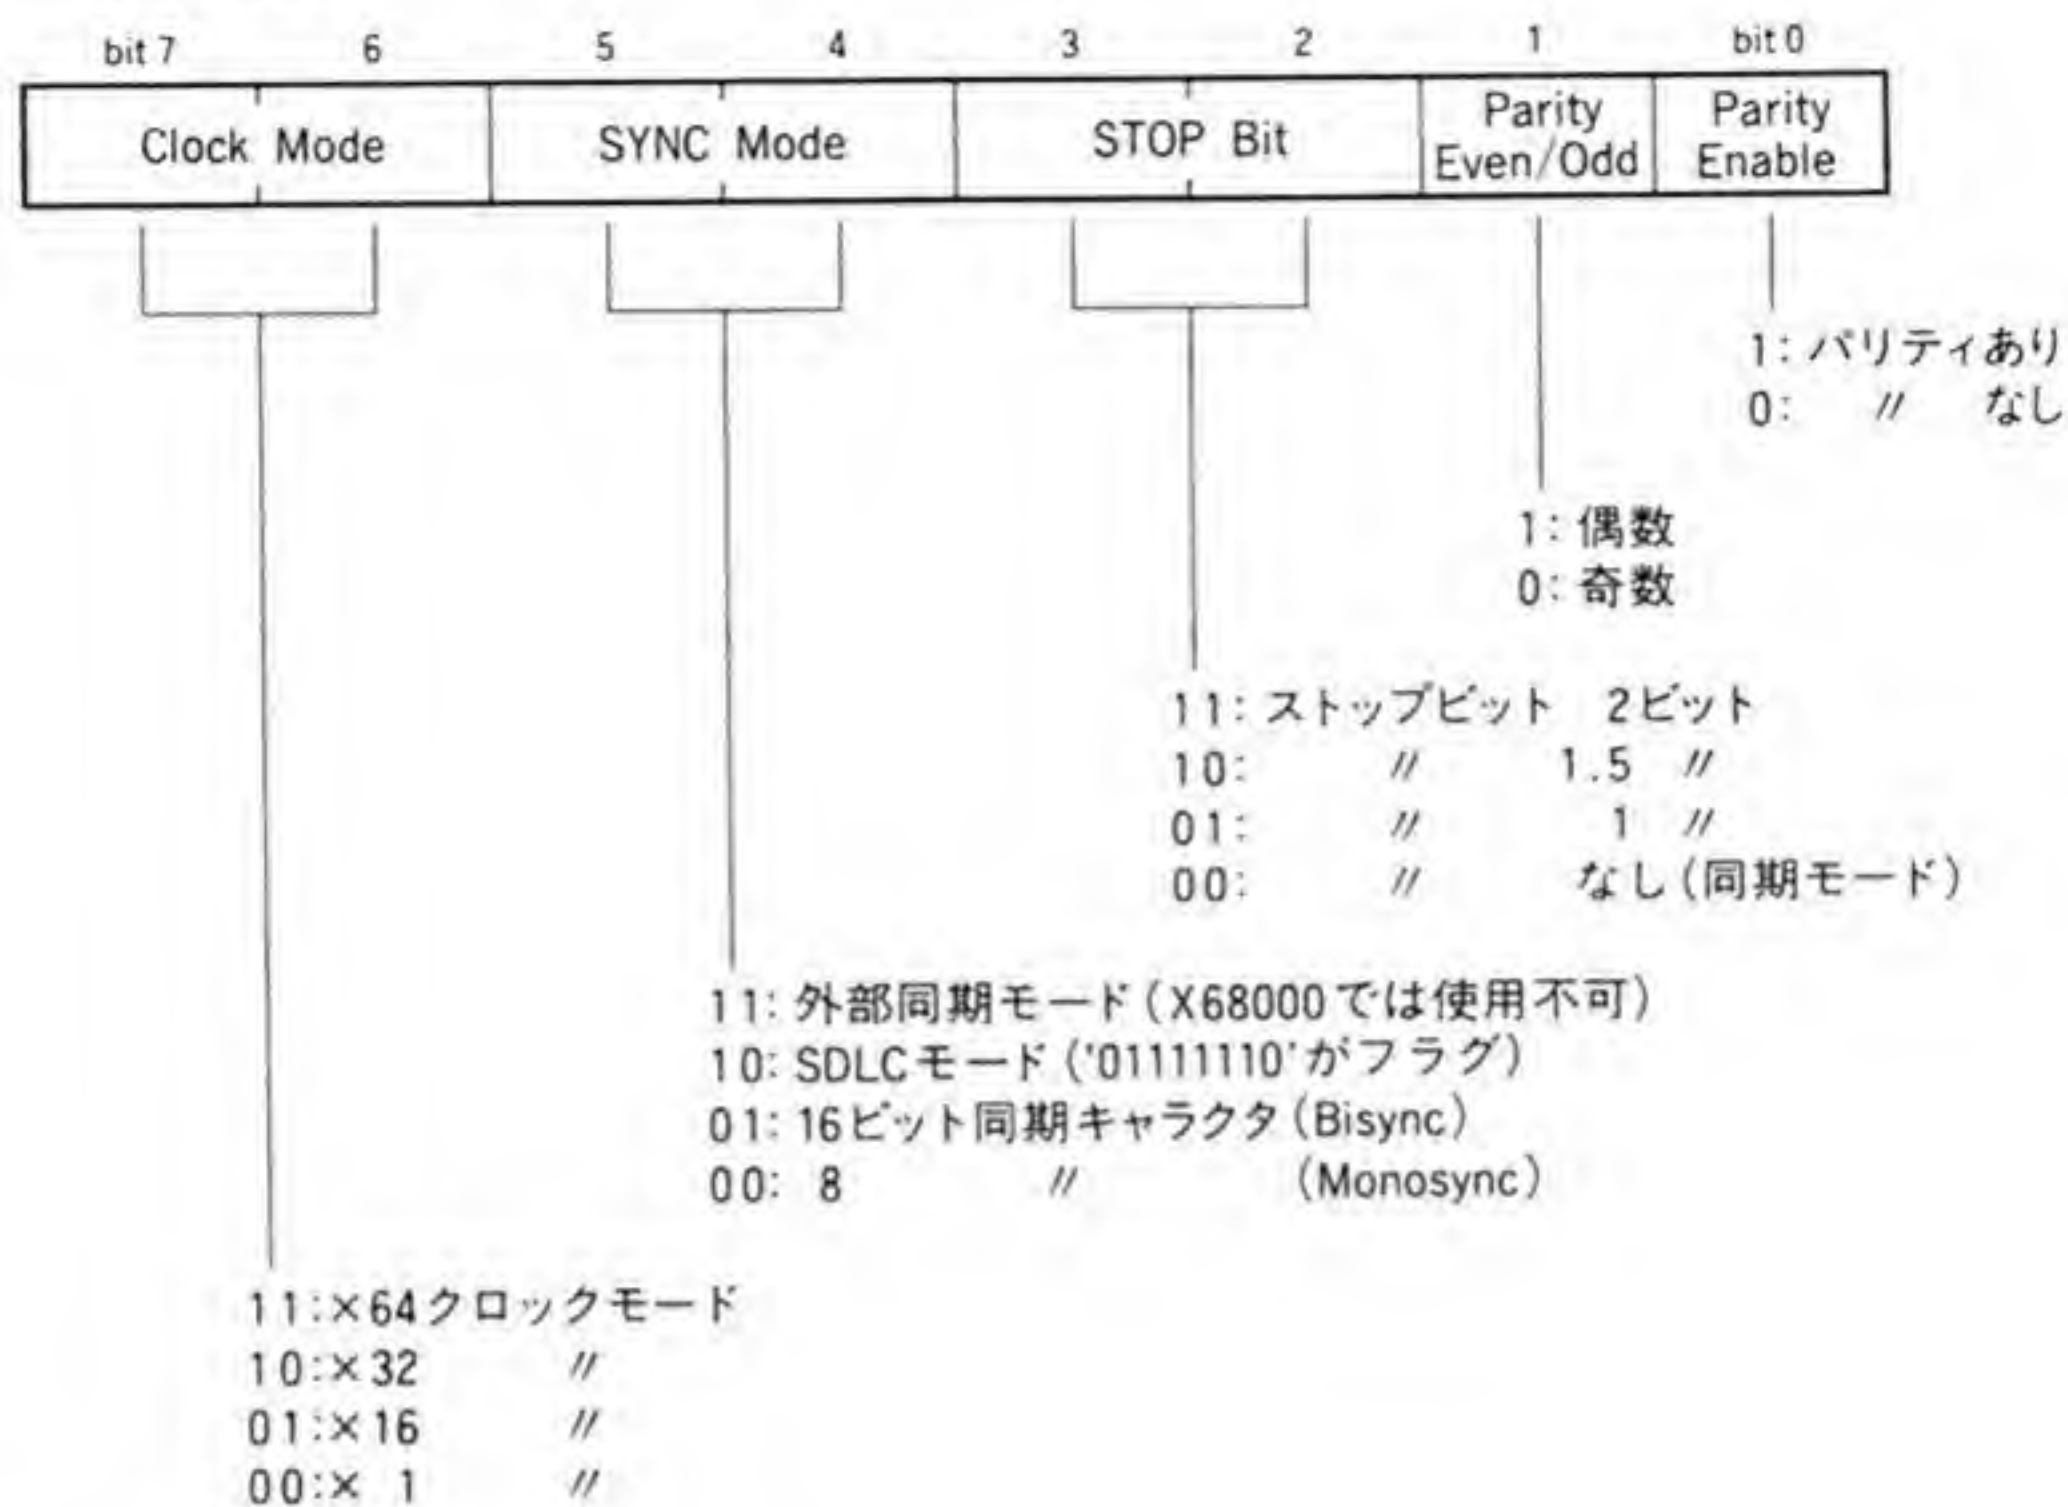 bit 7 6 5 4 3 2 1 bit 0
Clock Mode SYNC Mode STOP Bit Parity Even/Odd Parity Enable
1: パリティあり
0: 〃 なし
1: 偶数
0: 奇数
11: ストップビット 2ビット
10: 〃 1.5 〃
01: 〃 1 〃
00: 〃 なし(同期モード)
11: 外部同期モード(X68000では使用不可)
10: SDLCモード('01111110'がフラグ)
01: 16ビット同期キャラクタ(Bisync)
00: 8 〃 (Monosync)
11:×64クロックモード
10:×32 〃
01:×16 〃
00:× 1 〃